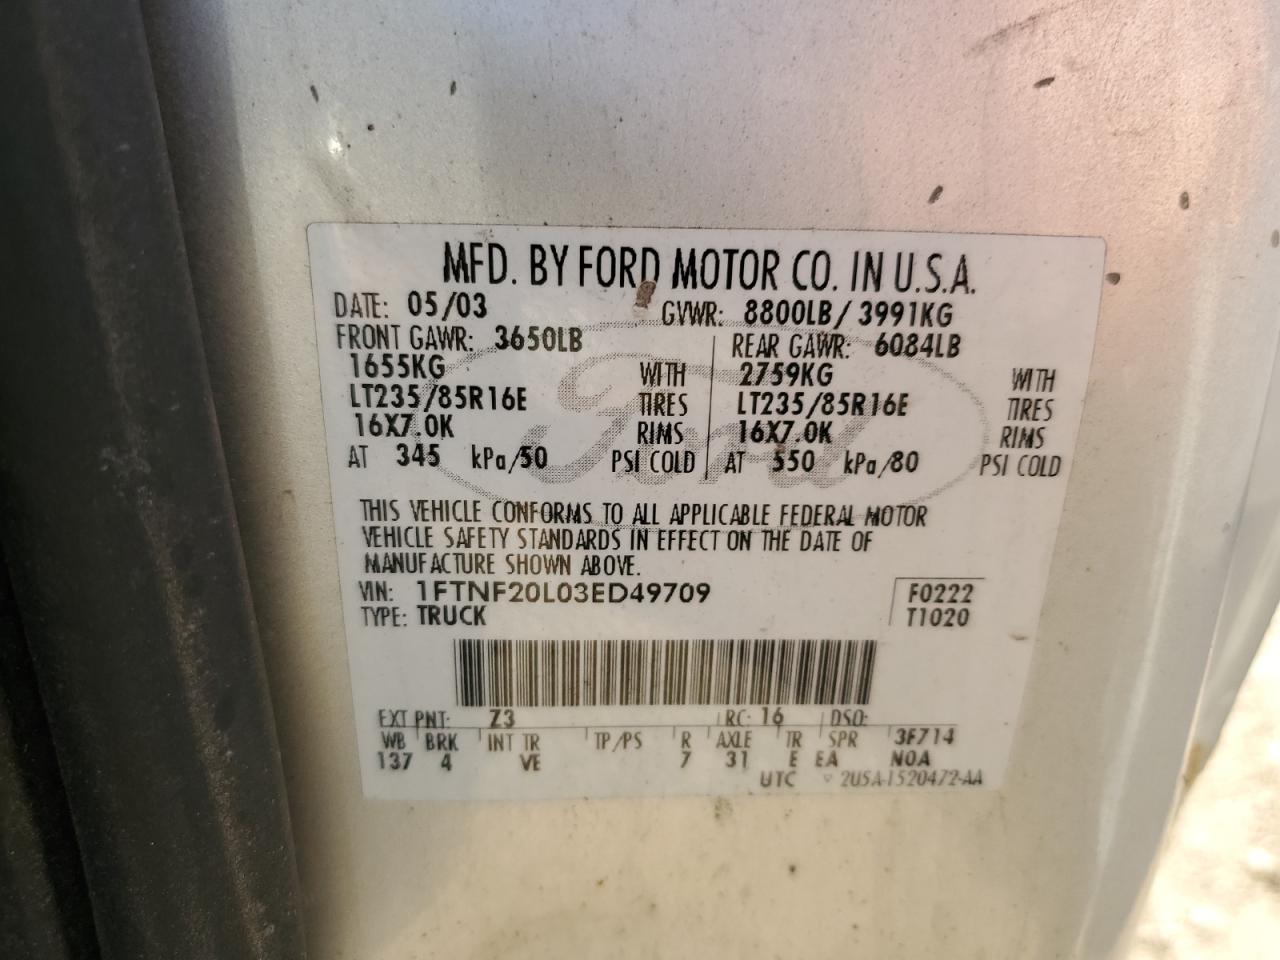 MFD. BY FORD MOTOR CO. IN U.S.A.
DATE: 05/03 GVWR: 8800LB/ 3991KG
FRONT GAWR: 3650LB REAR GAWR: 6084LB
1655KG WITH 2759KG WITH
LT235/85R16E TIRES LT235/85R16E TIRES
16X7.0K RIMS 16X7.0K RIMS
AT 345 kPa/50 PSI COLD AT 550 kPa/80 PSI COLD
Ford
THIS VEHICLE CONFORMS TO ALL APPLICABLE FEDERAL MOTOR
VEHICLE SAFETY STANDARDS IN EFFECT ON THE DATE OF
MANUFACTURE SHOWN ABOVE.
VIN: 1FTNF20L03ED49709 F0222
TYPE: TRUCK T1020
EXT PNT: Z3 RC: 16 DSO:
WB BRK INT TR TP/PS R AXLE TR SPR 3F714
137 4 VE 7 31 E EA NOA
UTC 2U5A-1520472-AA